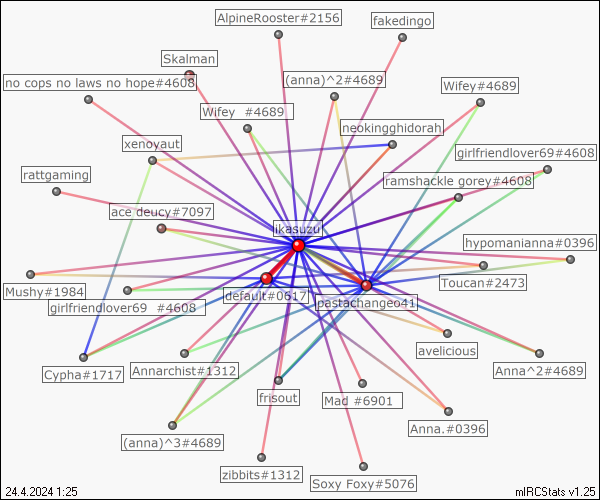 AlpineRooster#2156
fakedingo
Skalman
no cops no laws no hope#4608
(anna)^2#4689
Wifey#4689
Wifey  #4689
neokingghidorah
xenoyaut
girlfriendlover69#4608
rattgaming
ramshackle gorey#4608
ace deucy#7097
ikasuzu
hypomanianna#0396
Mushy#1984
default#0617
pastachangeo41
Toucan#2473
girlfriendlover69  #4608
avelicious
Cypha#1717
Annarchist#1312
Anna^2#4689
frisout
Mad #6901
Anna.#0396
(anna)^3#4689
zibbits#1312
Soxy Foxy#5076
24.4.2024 1:25
mIRCStats v1.25